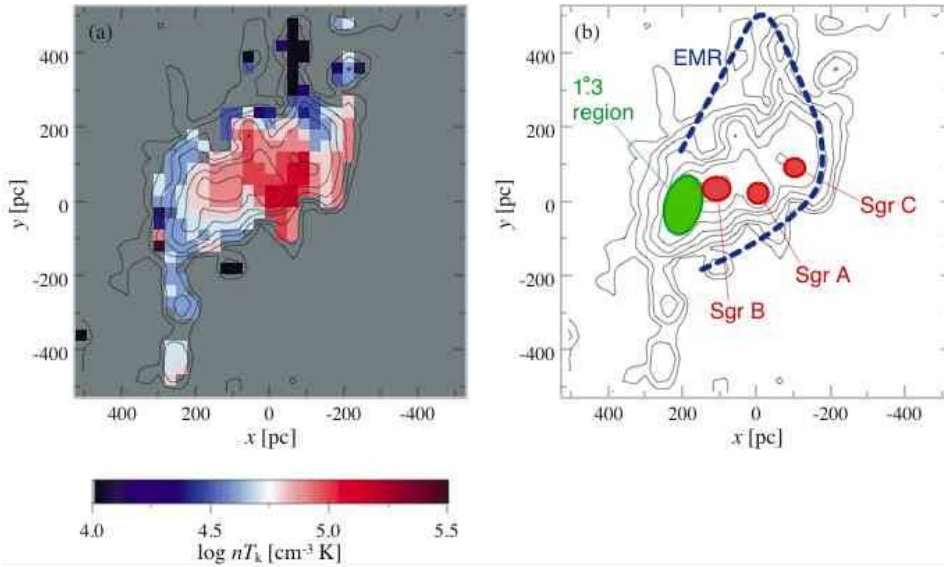 (a)
400
200
0
-200
-400
y [pc]
400 200 0 -200 -400
x [pc]
4.0 4.5 5.0 5.5
log nTk [cm-3 K]
(b)
EMR
1°.3
region
Sgr C
Sgr A
Sgr B
400
200
0
-200
-400
y [pc]
400 200 0 -200 -400
x [pc]